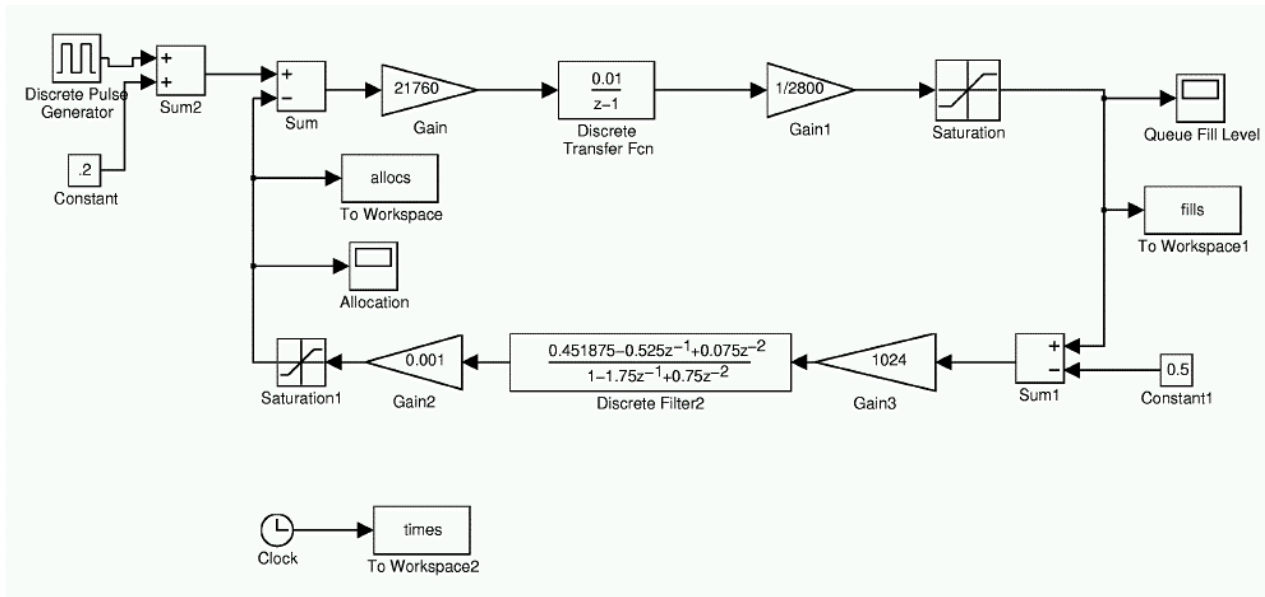 Discrete Pulse
Generator
+
+
Sum2
.2
Constant
+
−
Sum
21760
Gain
0.01
z−1
Discrete
Transfer Fcn
1/2800
Gain1
Saturation
Queue Fill Level
allocs
To Workspace
fills
To Workspace1
Allocation
Saturation1
0.001
Gain2
0.451875−0.525z⁻¹+0.075z⁻²
1−1.75z⁻¹+0.75z⁻²
Discrete Filter2
1024
Gain3
+
−
Sum1
0.5
Constant1
Clock
times
To Workspace2